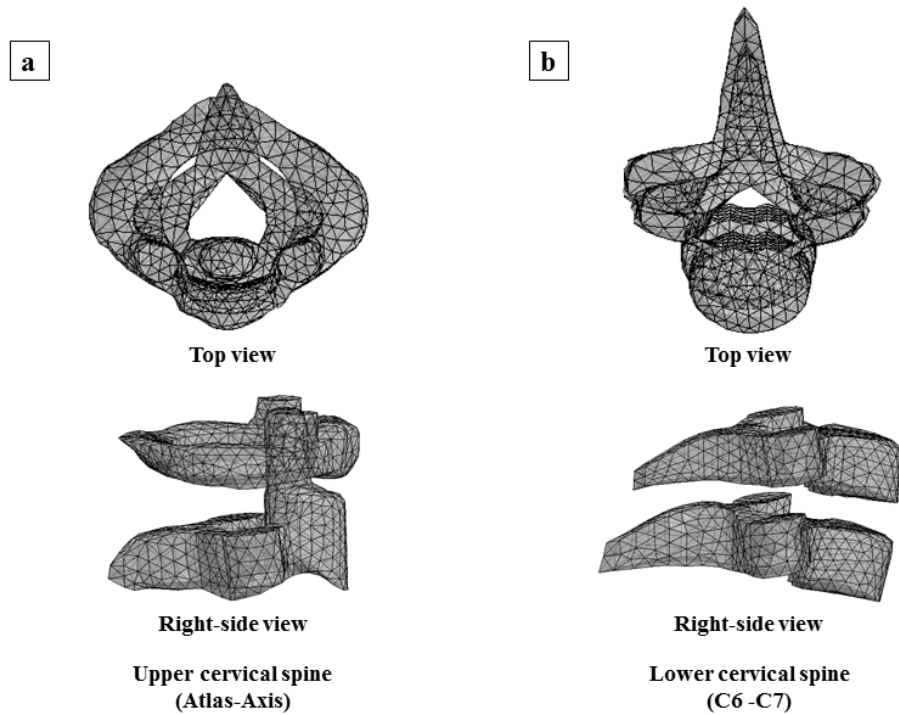 a
b
Top view
Top view
Right-side view
Right-side view
Upper cervical spine
(Atlas-Axis)
Lower cervical spine
(C6 -C7)